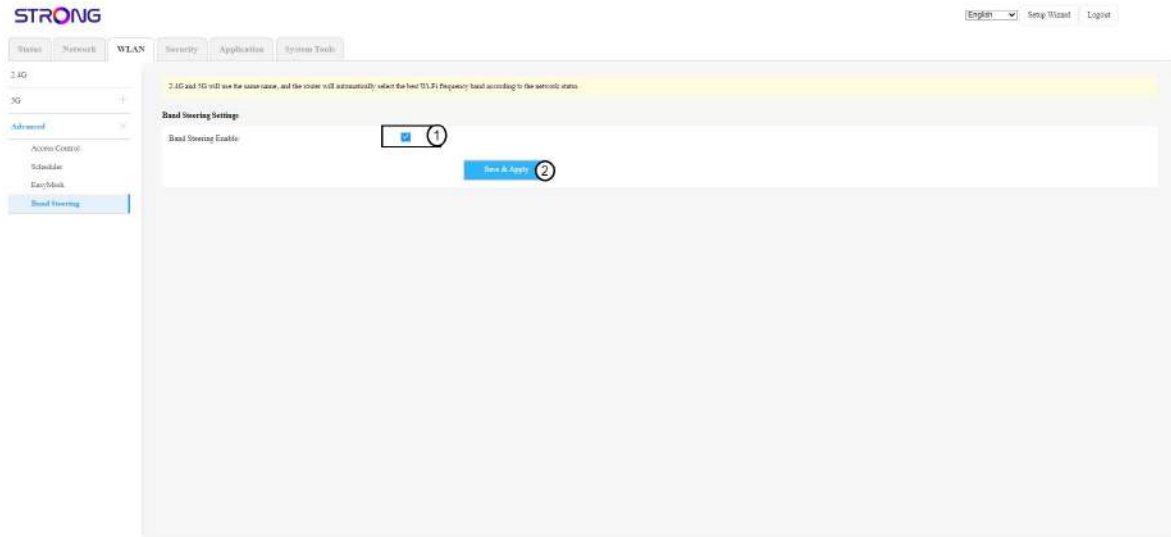 STRONG
English Setup Wizard Logout
Status Network WLAN Security Application System Tools
2.4G
5G
Advanced
Access Control
Scheduler
EasyMesh
Band Steering
2.4G and 5G will use the same name, and the router will automatically select the best Wi-Fi frequency band according to the network status
Band Steering Settings
Band Steering Enable
1
Save & Apply
2